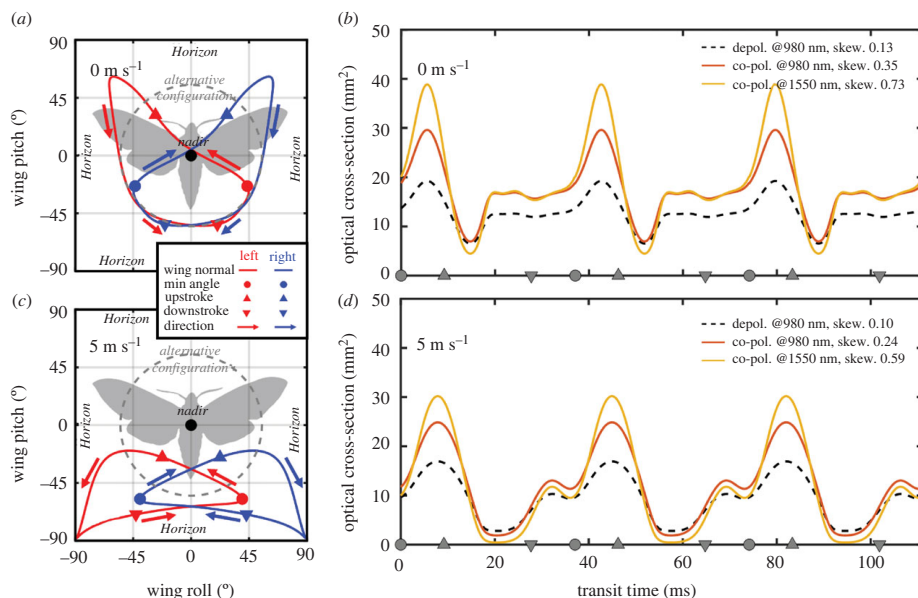 (a)
90
45
0
−45
−90
wing pitch (°)
0 m s⁻¹
Horizon
alternative
configuration
nadir
Horizon
Horizon
Horizon
left right
wing normal
min angle
upstroke
downstroke
direction
(b)
50
40
30
20
10
0
optical cross-section (mm²)
0 m s⁻¹
depol. @980 nm, skew. 0.13
co-pol. @980 nm, skew. 0.35
co-pol. @1550 nm, skew. 0.73
(c)
90
45
0
−45
−90
wing pitch (°)
5 m s⁻¹
Horizon
alternative
configuration
nadir
Horizon
Horizon
Horizon
−90 −45 0 45 90
wing roll (°)
(d)
50
40
30
20
10
0
optical cross-section (mm²)
5 m s⁻¹
depol. @980 nm, skew. 0.10
co-pol. @980 nm, skew. 0.24
co-pol. @1550 nm, skew. 0.59
0 20 40 60 80 100
transit time (ms)